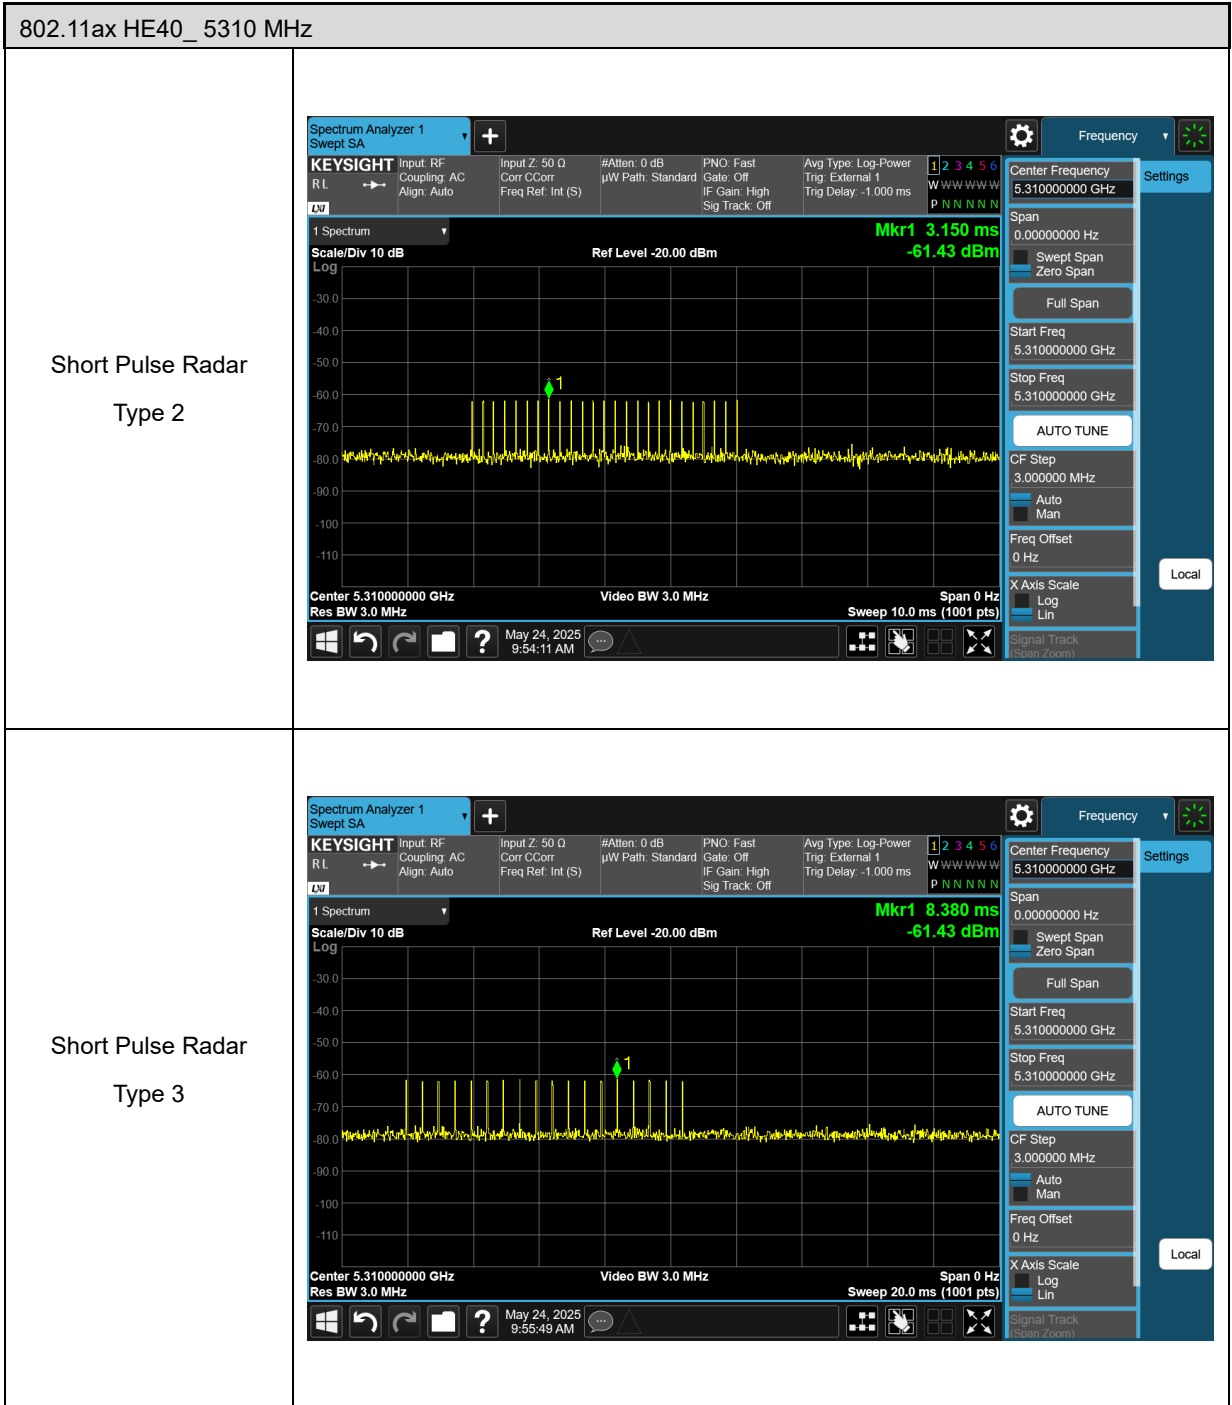 802.11ax HE40_ 5310 MHz
Short Pulse Radar
Type 2
Spectrum Analyzer 1
Swept SA
Frequency
KEYSIGHT
R L
LXI
Input: RF
Coupling: AC
Align: Auto
Input Z: 50 Ω
Corr CCorr
Freq Ref: Int (S)
#Atten: 0 dB
µW Path: Standard
PNO: Fast
Gate: Off
IF Gain: High
Sig Track: Off
Avg Type: Log-Power
Trig: External 1
Trig Delay: -1.000 ms
1 2 3 4 5 6
W W W W W W
P N N N N N
1 Spectrum
Scale/Div 10 dB
Ref Level -20.00 dBm
Mkr1 3.150 ms
-61.43 dBm
Log
-30.0
-40.0
-50.0
-60.0
-70.0
-80.0
-90.0
-100
-110
1
Center 5.310000000 GHz
Res BW 3.0 MHz
Video BW 3.0 MHz
Span 0 Hz
Sweep 10.0 ms (1001 pts)
May 24, 2025
9:54:11 AM
Center Frequency
5.310000000 GHz
Span
0.00000000 Hz
Swept Span
Zero Span
Full Span
Start Freq
5.310000000 GHz
Stop Freq
5.310000000 GHz
AUTO TUNE
CF Step
3.000000 MHz
Auto
Man
Freq Offset
0 Hz
X Axis Scale
Log
Lin
Signal Track
(Span Zoom)
Settings
Local
Short Pulse Radar
Type 3
Spectrum Analyzer 1
Swept SA
Frequency
KEYSIGHT
R L
LXI
Input: RF
Coupling: AC
Align: Auto
Input Z: 50 Ω
Corr CCorr
Freq Ref: Int (S)
#Atten: 0 dB
µW Path: Standard
PNO: Fast
Gate: Off
IF Gain: High
Sig Track: Off
Avg Type: Log-Power
Trig: External 1
Trig Delay: -1.000 ms
1 2 3 4 5 6
W W W W W W
P N N N N N
1 Spectrum
Scale/Div 10 dB
Ref Level -20.00 dBm
Mkr1 8.380 ms
-61.43 dBm
Log
-30.0
-40.0
-50.0
-60.0
-70.0
-80.0
-90.0
-100
-110
1
Center 5.310000000 GHz
Res BW 3.0 MHz
Video BW 3.0 MHz
Span 0 Hz
Sweep 20.0 ms (1001 pts)
May 24, 2025
9:55:49 AM
Center Frequency
5.310000000 GHz
Span
0.00000000 Hz
Swept Span
Zero Span
Full Span
Start Freq
5.310000000 GHz
Stop Freq
5.310000000 GHz
AUTO TUNE
CF Step
3.000000 MHz
Auto
Man
Freq Offset
0 Hz
X Axis Scale
Log
Lin
Signal Track
(Span Zoom)
Settings
Local